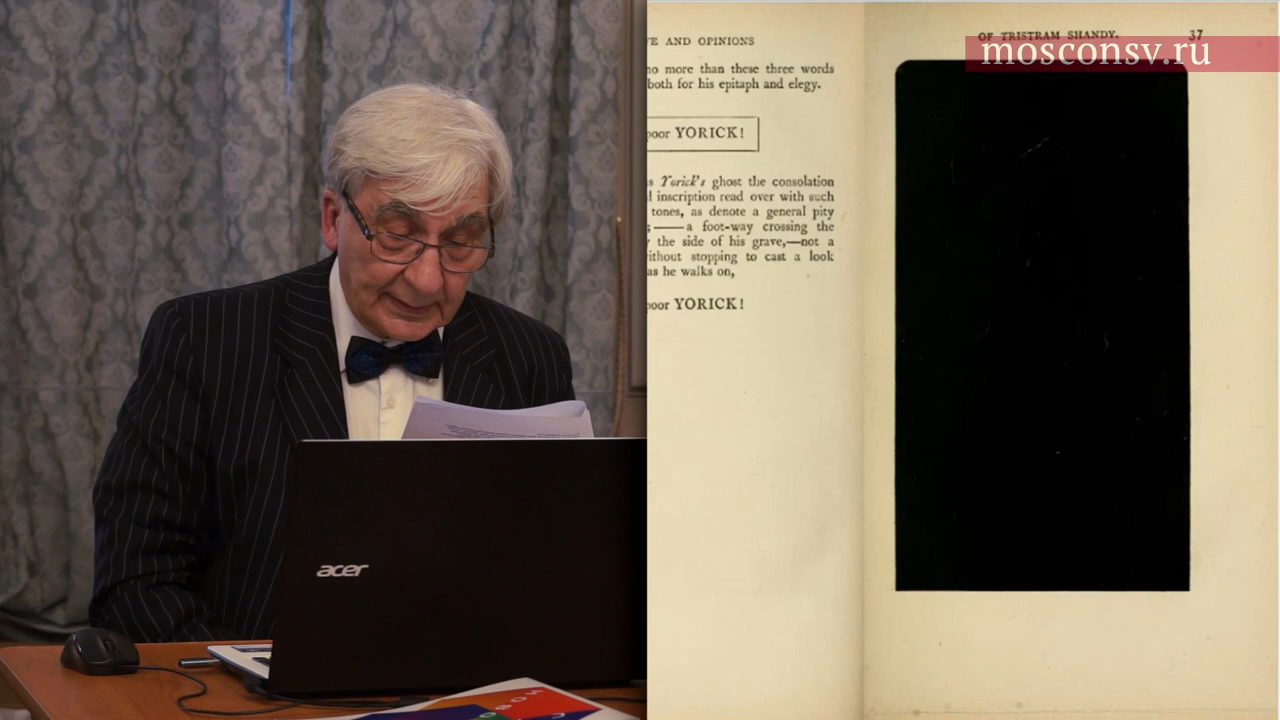 acer
FE AND OPINIONS
no more than these three words
both for his epitaph and elegy.
poor YORICK!
Yorick's ghost the consolation
inscription read over with such
tones, as denote a general pity
; —— a foot-way crossing the
the side of his grave,—not a
without stopping to cast a look
as he walks on,
poor YORICK!
OF TRISTRAM SHANDY. 37
mosconsv.ru